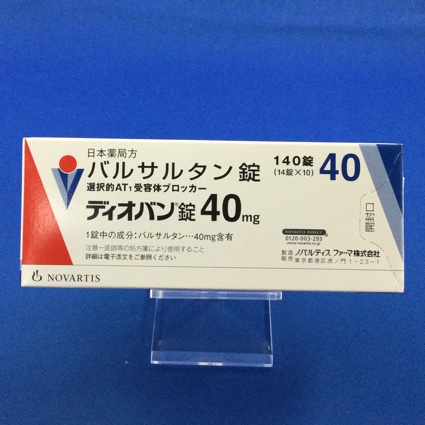 日本薬局方
バルサルタン錠
選択的AT₁受容体ブロッカー
ディオバン®錠40mg
1錠中の成分:バルサルタン…40mg含有
注意-医師等の処方箋により使用すること
詳細は電子添文をご参照ください
NOVARTIS
140錠
(14錠×10)
40
開封口
NOVARTIS DIRECT
0120-003-293
www.novartis.co.jp
製造販売 ノバルティス ファーマ株式会社
東京都港区虎ノ門1-23-1